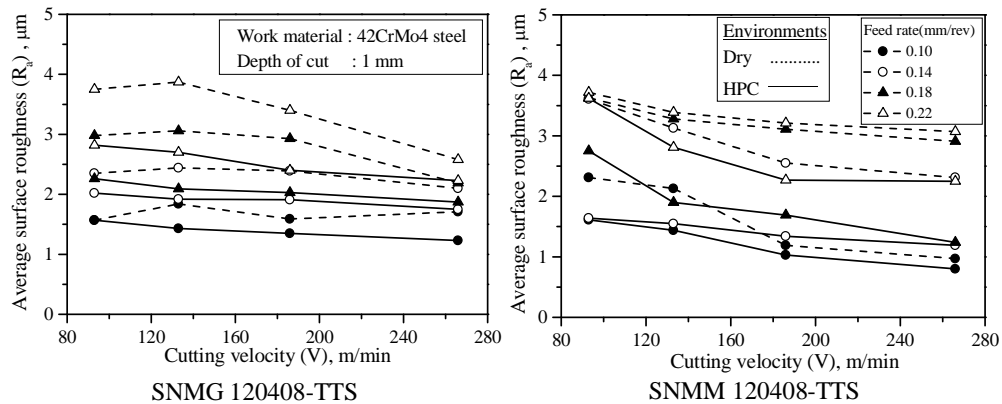 Average surface roughness (Rₐ) , μm
5
4
3
2
1
0
Work material : 42CrMo4 steel
Depth of cut : 1 mm
80 120 160 200 240 280
Cutting velocity (V), m/min
SNMG 120408-TTS
Average surface roughness (Rₐ) , μm
5
4
3
2
1
0
Environments
Dry
HPC
Feed rate(mm/rev)
0.10
0.14
0.18
0.22
80 120 160 200 240 280
Cutting velocity (V), m/min
SNMM 120408-TTS